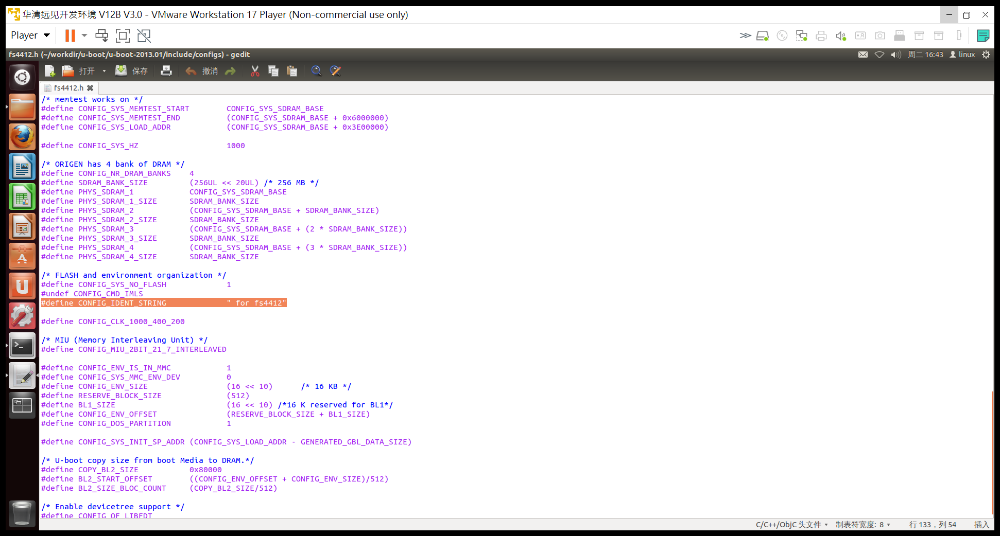 华清远见开发环境 V12B V3.0 - VMware Workstation 17 Player (Non-commercial use only)
Player
fs4412.h (~/workdir/u-boot/u-boot-2013.01/include/configs) - gedit
周二 16:43 linux
打开 保存 撤消
fs4412.h
/* memtest works on */
#define CONFIG_SYS_MEMTEST_START CONFIG_SYS_SDRAM_BASE
#define CONFIG_SYS_MEMTEST_END (CONFIG_SYS_SDRAM_BASE + 0x6000000)
#define CONFIG_SYS_LOAD_ADDR (CONFIG_SYS_SDRAM_BASE + 0x3E00000)
#define CONFIG_SYS_HZ 1000
/* ORIGEN has 4 bank of DRAM */
#define CONFIG_NR_DRAM_BANKS 4
#define SDRAM_BANK_SIZE (256UL << 20UL) /* 256 MB */
#define PHYS_SDRAM_1 CONFIG_SYS_SDRAM_BASE
#define PHYS_SDRAM_1_SIZE SDRAM_BANK_SIZE
#define PHYS_SDRAM_2 (CONFIG_SYS_SDRAM_BASE + SDRAM_BANK_SIZE)
#define PHYS_SDRAM_2_SIZE SDRAM_BANK_SIZE
#define PHYS_SDRAM_3 (CONFIG_SYS_SDRAM_BASE + (2 * SDRAM_BANK_SIZE))
#define PHYS_SDRAM_3_SIZE SDRAM_BANK_SIZE
#define PHYS_SDRAM_4 (CONFIG_SYS_SDRAM_BASE + (3 * SDRAM_BANK_SIZE))
#define PHYS_SDRAM_4_SIZE SDRAM_BANK_SIZE
/* FLASH and environment organization */
#define CONFIG_SYS_NO_FLASH 1
#undef CONFIG_CMD_IMLS
#define CONFIG_IDENT_STRING " for fs4412"
#define CONFIG_CLK_1000_400_200
/* MIU (Memory Interleaving Unit) */
#define CONFIG_MIU_2BIT_21_7_INTERLEAVED
#define CONFIG_ENV_IS_IN_MMC 1
#define CONFIG_SYS_MMC_ENV_DEV 0
#define CONFIG_ENV_SIZE (16 << 10) /* 16 KB */
#define RESERVE_BLOCK_SIZE (512)
#define BL1_SIZE (16 << 10) /*16 K reserved for BL1*/
#define CONFIG_ENV_OFFSET (RESERVE_BLOCK_SIZE + BL1_SIZE)
#define CONFIG_DOS_PARTITION 1
#define CONFIG_SYS_INIT_SP_ADDR (CONFIG_SYS_LOAD_ADDR - GENERATED_GBL_DATA_SIZE)
/* U-boot copy size from boot Media to DRAM.*/
#define COPY_BL2_SIZE 0x80000
#define BL2_START_OFFSET ((CONFIG_ENV_OFFSET + CONFIG_ENV_SIZE)/512)
#define BL2_SIZE_BLOC_COUNT (COPY_BL2_SIZE/512)
/* Enable devicetree support */
#define CONFIG_OF_LIBFDT
C/C++/ObjC 头文件 制表符宽度: 8 行 133，列 54 插入